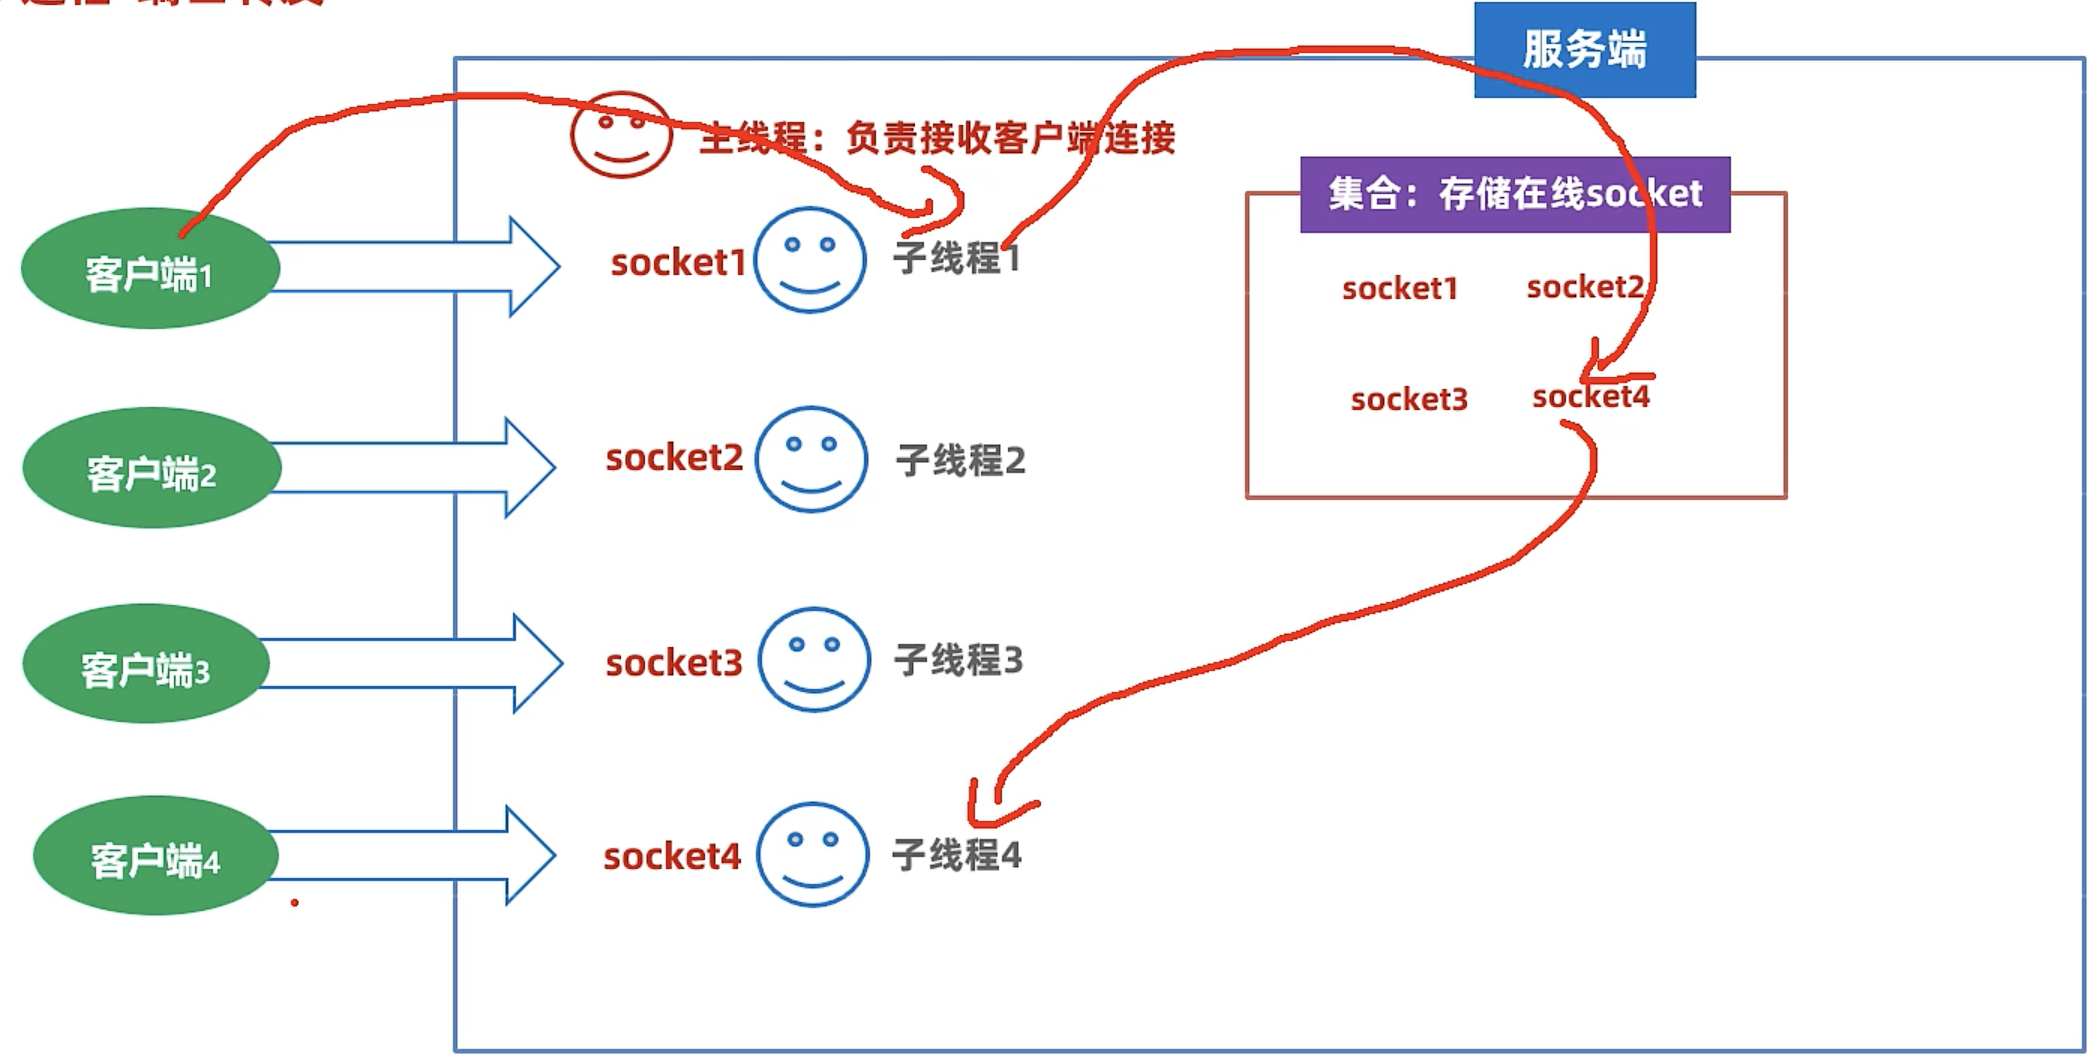 服务端
主线程：负责接收客户端连接
集合：存储在线socket
客户端1
socket1
子线程1
socket1
socket2
socket3
socket4
客户端2
socket2
子线程2
客户端3
socket3
子线程3
客户端4
socket4
子线程4